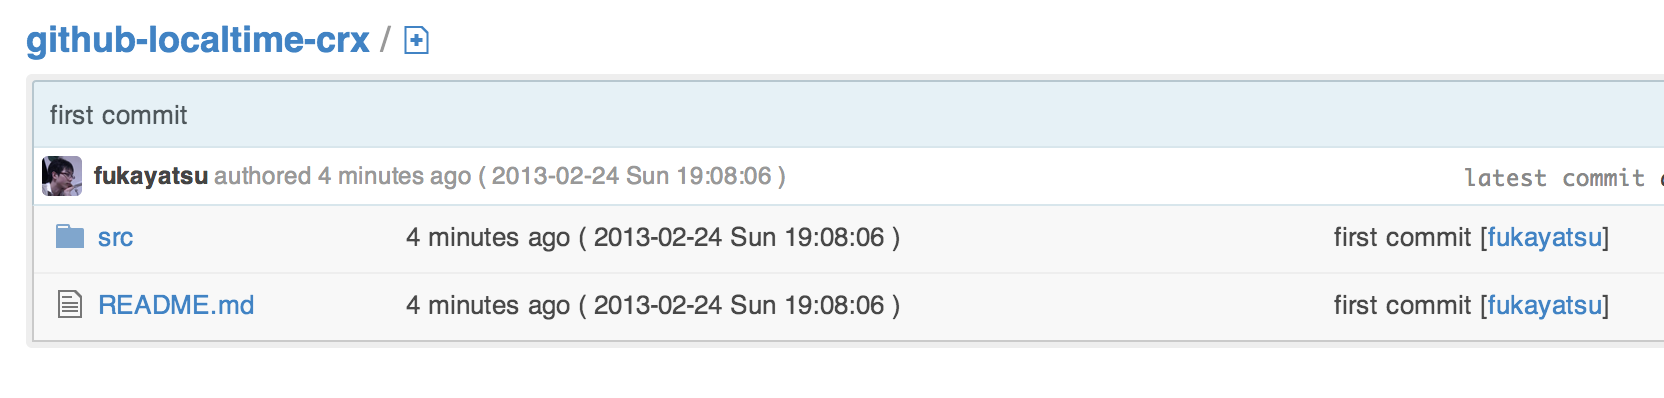 github-localtime-crx /
first commit
fukayatsu authored 4 minutes ago ( 2013-02-24 Sun 19:08:06 )
latest commit
src 4 minutes ago ( 2013-02-24 Sun 19:08:06 ) first commit [fukayatsu]
README.md 4 minutes ago ( 2013-02-24 Sun 19:08:06 ) first commit [fukayatsu]